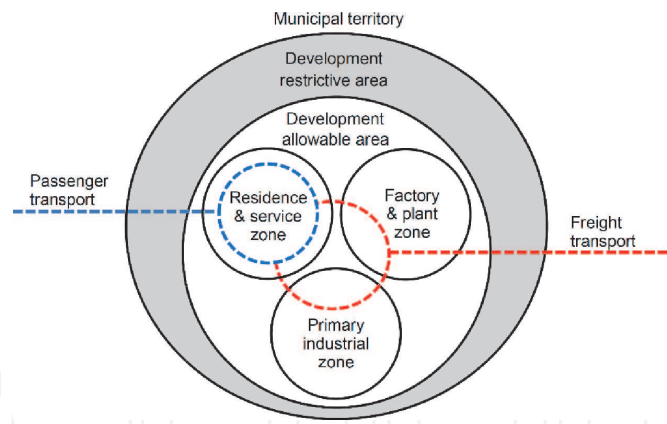 Municipal territory
Development
restrictive area
Development
allowable area
Passenger
transport
Residence
& service
zone
Factory
& plant
zone
Freight
transport
Primary
industrial
zone